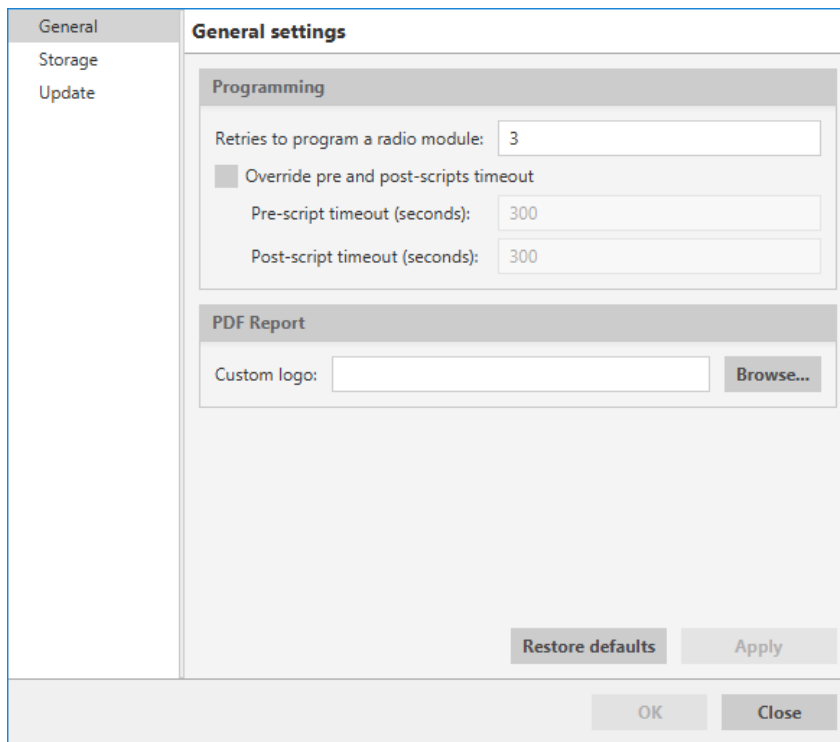 General
Storage
Update
General settings
Programming
Retries to program a radio module: 3
Override pre and post-scripts timeout
Pre-script timeout (seconds): 300
Post-script timeout (seconds): 300
PDF Report
Custom logo: Browse...
Restore defaults Apply
OK Close